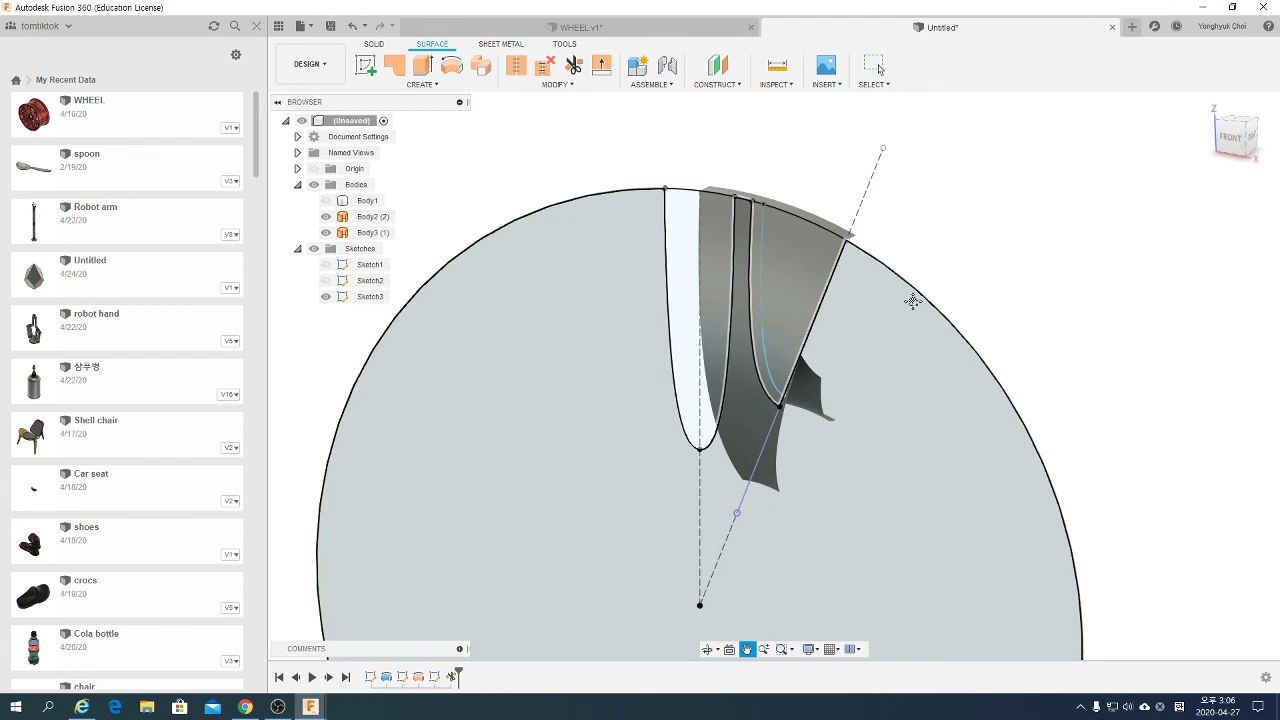 Autodesk Fusion 360 (Education License)
tomtiktok
WHEEL v1*
Untitled*
Yonghyuk Choi
My Recent Data
WHEEL
4/16/20
V1
spoon
2/19/20
V3
Robot arm
4/22/20
V8
Untitled
4/24/20
V1
robot hand
4/22/20
V5
샴푸병
4/22/20
V16
Shell chair
4/17/20
V2
Car seat
4/18/20
V2
shoes
4/19/20
V1
crocs
4/19/20
V5
Cola bottle
4/20/20
V3
chair
DESIGN
SOLID SURFACE SHEET METAL TOOLS
CREATE MODIFY ASSEMBLE CONSTRUCT INSPECT INSERT SELECT
BROWSER
(Unsaved)
Document Settings
Named Views
Origin
Bodies
Body1
Body2 (2)
Body3 (1)
Sketches
Sketch1
Sketch2
Sketch3
Z
FRONT
X
COMMENTS
오후 3:06
2020-04-27